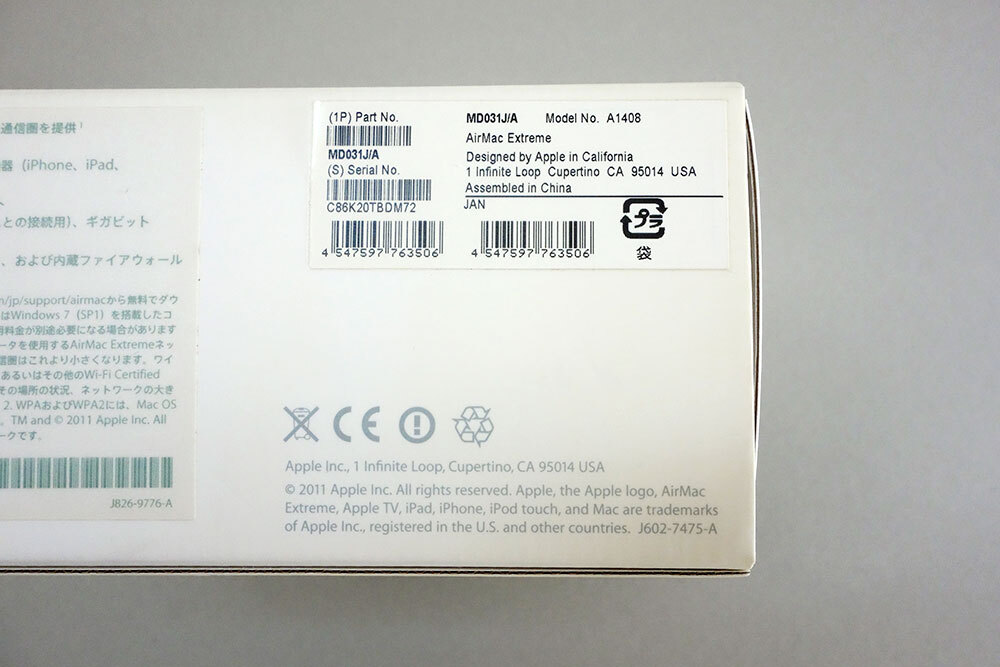 通信圏を提供¹
器（iPhone、iPad、
との接続用）、ギガビット
、および内蔵ファイアウォール
m/jp/support/airmacから無料でダウ
はWindows 7（SP1）を搭載したコ
用料金が別途必要になる場合があります
ータを使用するAirMac Extremeネッ
信圏はこれより小さくなります。ワイ
あるいはその他のWi-Fi Certified
その場所の状況、ネットワークの大き
2. WPAおよびWPA2には、Mac OS
。TM and © 2011 Apple Inc. All
ークです。
JB26-9776-A
(1P) Part No.
MD031J/A
(S) Serial No.
C86K20TBDM72
4 547597 763506
MD031J/A Model No. A1408
AirMac Extreme
Designed by Apple in California
1 Infinite Loop Cupertino CA 95014 USA
Assembled in China
JAN
4 547597 763506
プラ
袋
CE
Apple Inc., 1 Infinite Loop, Cupertino, CA 95014 USA
© 2011 Apple Inc. All rights reserved. Apple, the Apple logo, AirMac
Extreme, Apple TV, iPad, iPhone, iPod touch, and Mac are trademarks
of Apple Inc., registered in the U.S. and other countries. J602-7475-A